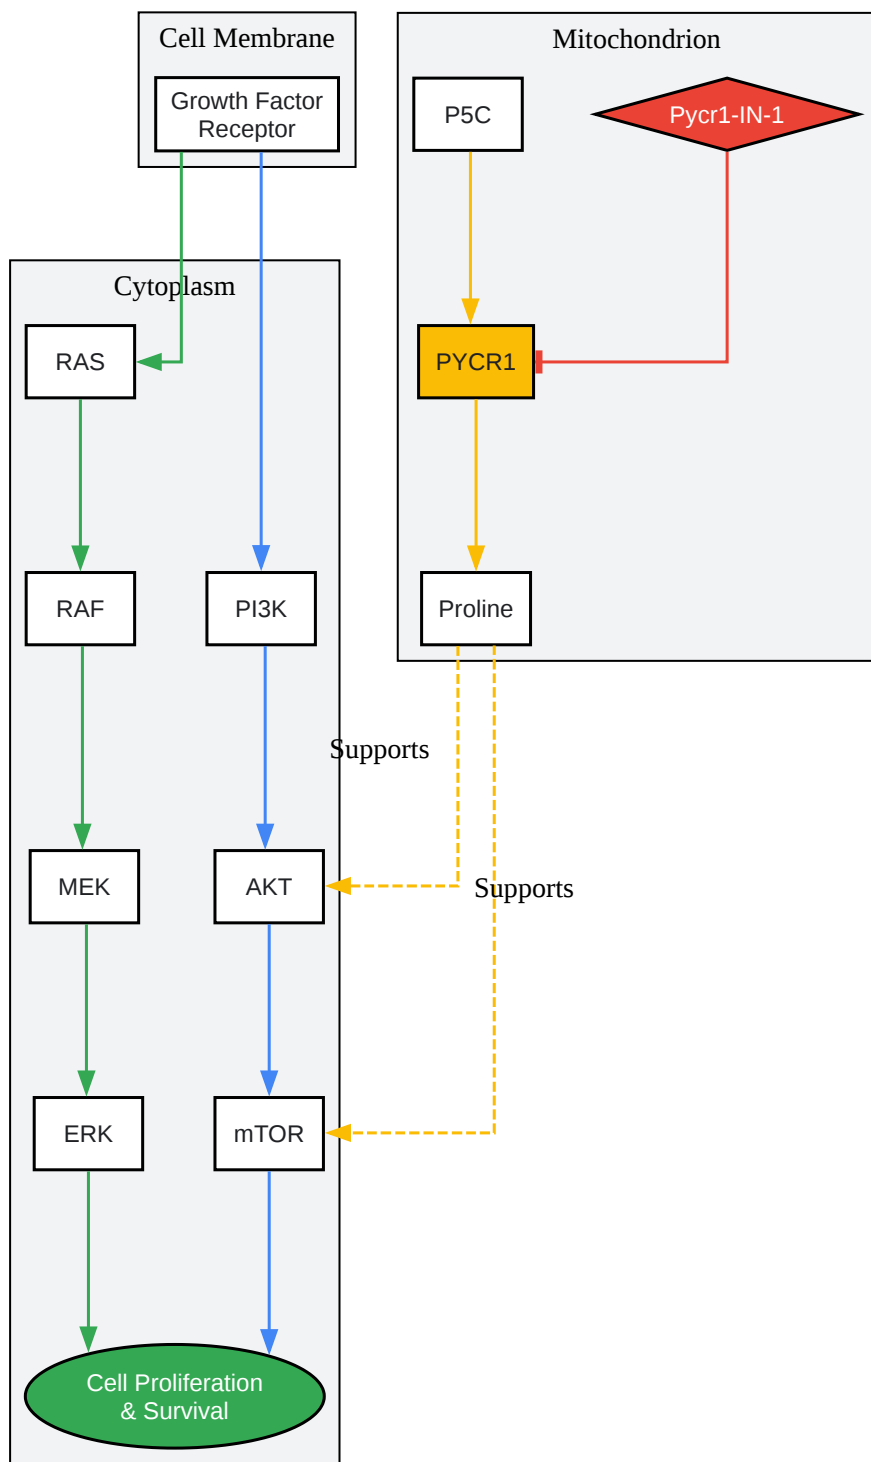 Cell Membrane
Growth Factor
Receptor
Mitochondrion
P5C
Pycr1-IN-1
Cytoplasm
RAS
PYCR1
RAF
PI3K
Proline
Supports
MEK
AKT
Supports
ERK
mTOR
Cell Proliferation
& Survival